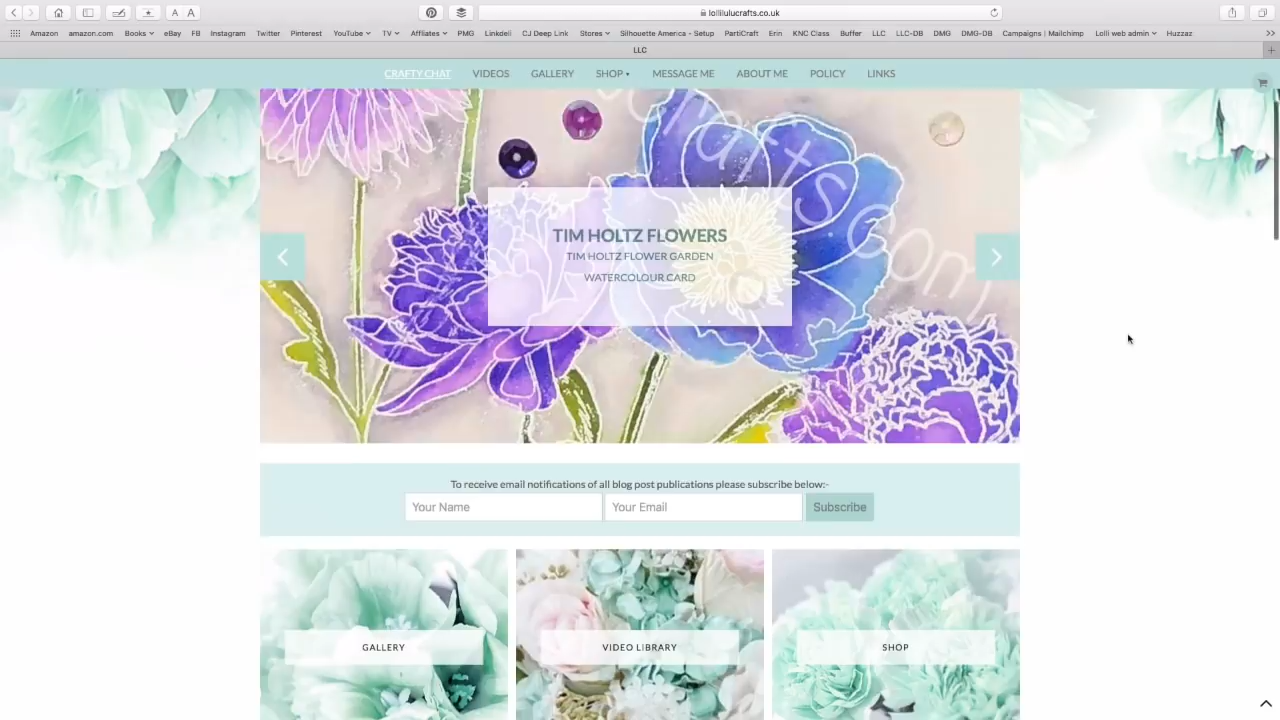 A A
lollilulucrafts.co.uk
Amazon amazon.com Books eBay FB Instagram Twitter Pinterest YouTube TV Affliates PMG Linkdeli CJ Deep Link Stores Silhouette America - Setup PartiCraft Erin KNC Class Buffer LLC LLC-DB DMG DMG-DB Campaigns | Mailchimp Lolli web admin Huzzaz
LLC
CRAFTY CHAT VIDEOS GALLERY SHOP MESSAGE ME ABOUT ME POLICY LINKS
crafts.com
TIM HOLTZ FLOWERS
TIM HOLTZ FLOWER GARDEN
WATERCOLOUR CARD
To receive email notifications of all blog post publications please subscribe below:-
Your Name Your Email Subscribe
GALLERY VIDEO LIBRARY SHOP